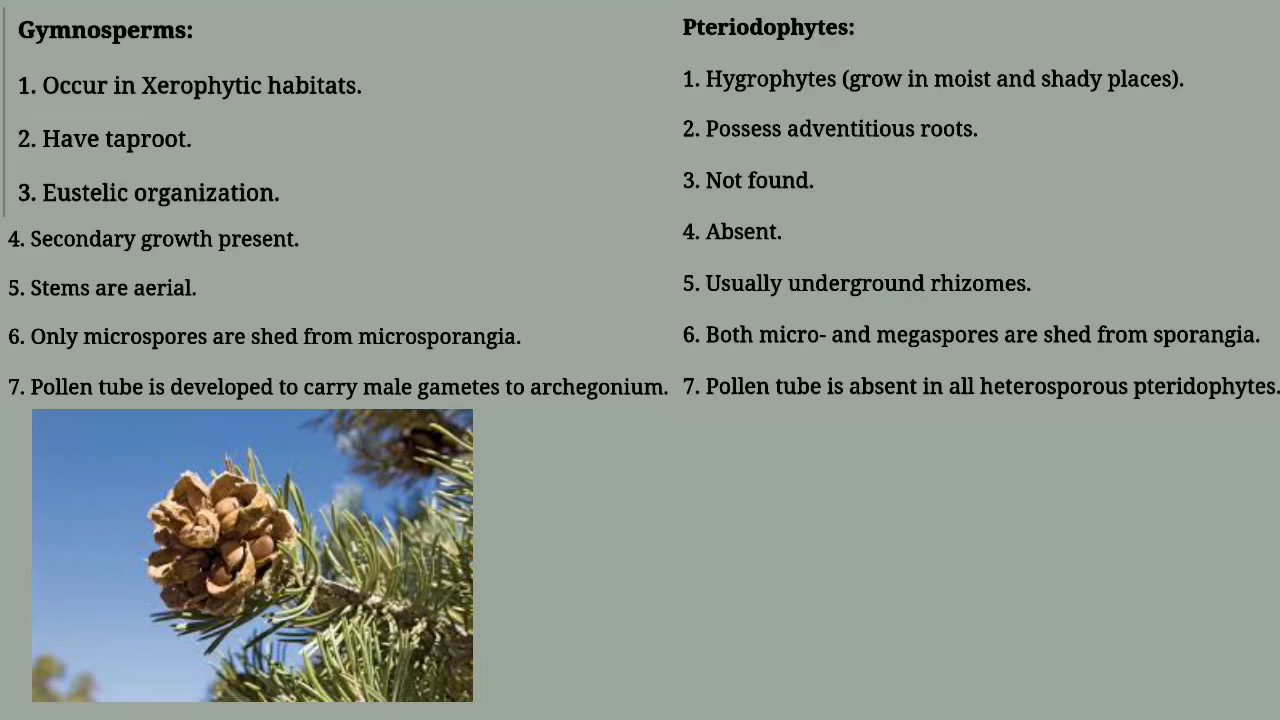 Gymnosperms:
1. Occur in Xerophytic habitats.
2. Have taproot.
3. Eustelic organization.
4. Secondary growth present.
5. Stems are aerial.
6. Only microspores are shed from microsporangia.
7. Pollen tube is developed to carry male gametes to archegonium.
Pteriodophytes:
1. Hygrophytes (grow in moist and shady places).
2. Possess adventitious roots.
3. Not found.
4. Absent.
5. Usually underground rhizomes.
6. Both micro- and megaspores are shed from sporangia.
7. Pollen tube is absent in all heterosporous pteridophytes.